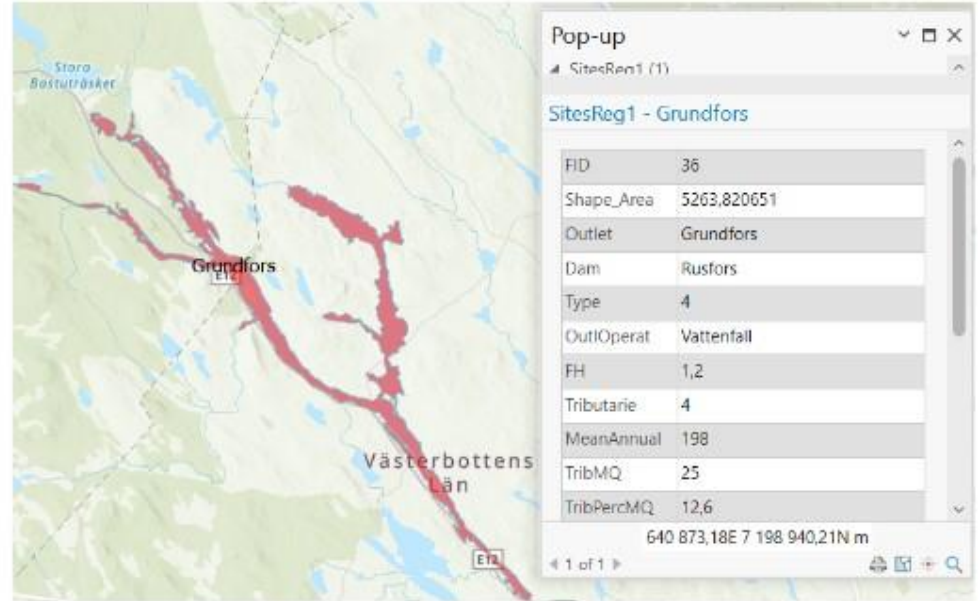 Stora
Bastuträsket
Grundfors
E12
Västerbottens
Län
E12
Pop-up
SitesReg1 (1)
SitesReg1 - Grundfors
FID 36
Shape_Area 5263,820651
Outlet Grundfors
Dam Rusfors
Type 4
OutlOperat Vattenfall
FH 1,2
Tributarie 4
MeanAnnual 198
TribMQ 25
TribPercMQ 12,6
640 873,18E 7 198 940,21N m
1 of 1